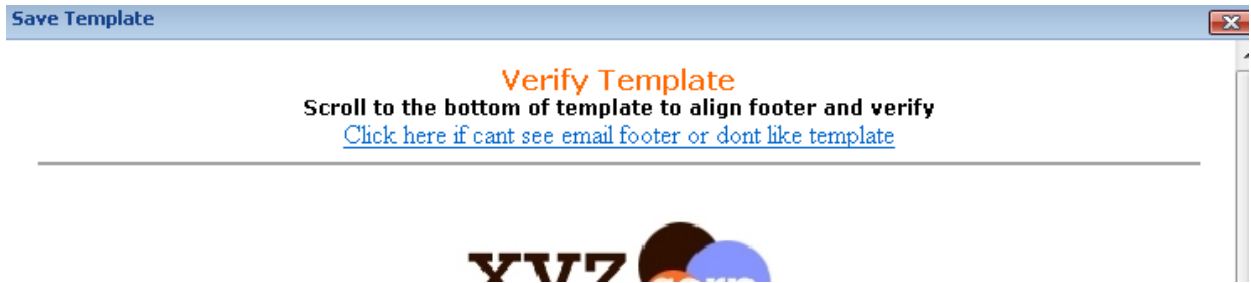 Save Template
Verify Template
Scroll to the bottom of template to align footer and verify
Click here if cant see email footer or dont like template
XYZ